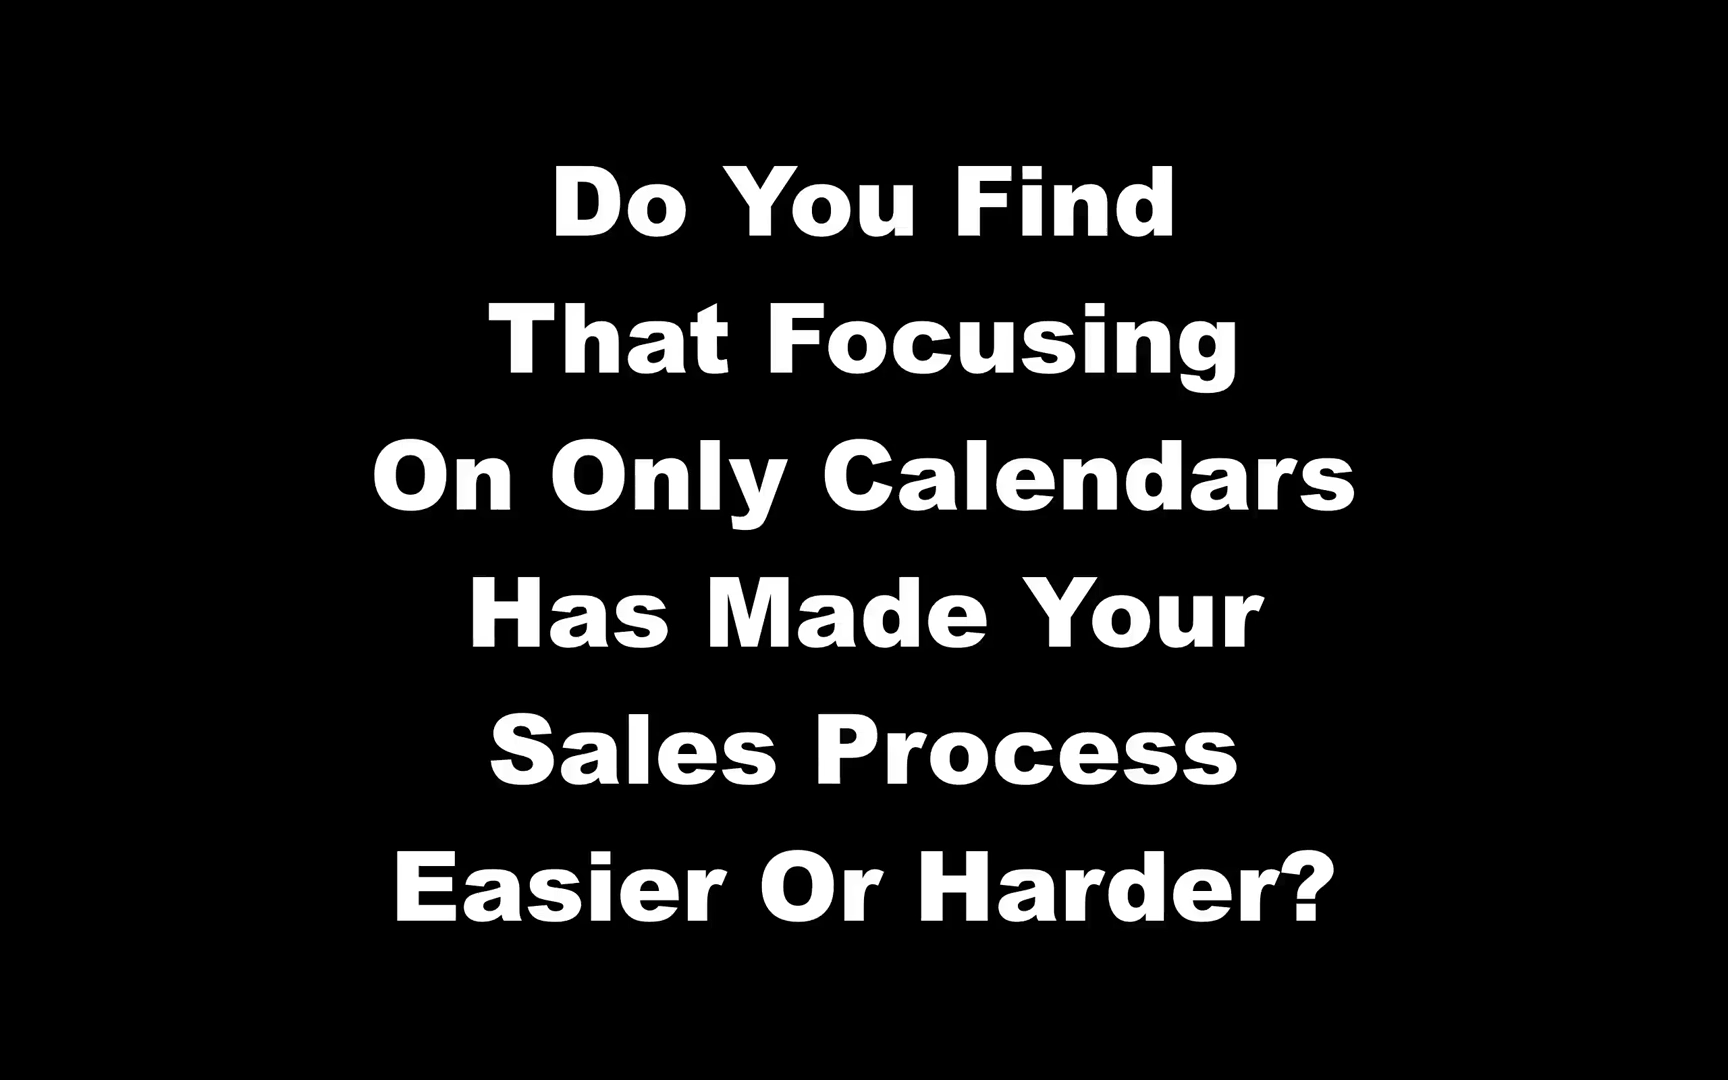 Do You Find
That Focusing
On Only Calendars
Has Made Your
Sales Process
Easier Or Harder?